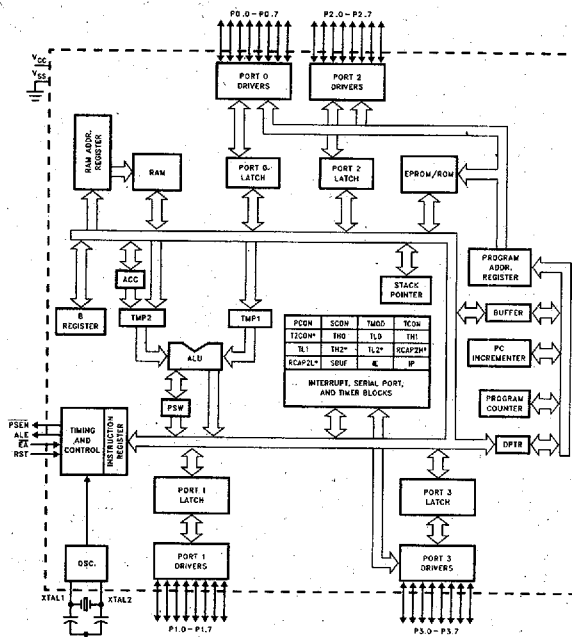 P0.0-P0.7
P2.0-P2.7
VCC
VSS
PORT 0
DRIVERS
PORT 2
DRIVERS
RAM ADDR.
REGISTER
RAM
PORT 0
LATCH
PORT 2
LATCH
EPROM/ROM
PROGRAM
ADDR.
REGISTER
ACC
STACK
POINTER
B
REGISTER
TMP2
TMP1
BUFFER
PCON SCON TMOD TCON
T2CON* TH0 TL0 TH1
TL1 TH2* TL2* RCAP2H*
RCAP2L* SBUF IE IP
INTERRUPT, SERIAL PORT,
AND TIMER BLOCKS
ALU
PC
INCREMENTER
PSW
PROGRAM
COUNTER
PSEN
ALE
EA
RST
TIMING
AND
CONTROL
INSTRUCTION
REGISTER
DPTR
PORT 1
LATCH
PORT 3
LATCH
OSC.
PORT 1
DRIVERS
PORT 3
DRIVERS
XTAL1
XTAL2
P1.0-P1.7
P3.0-P3.7